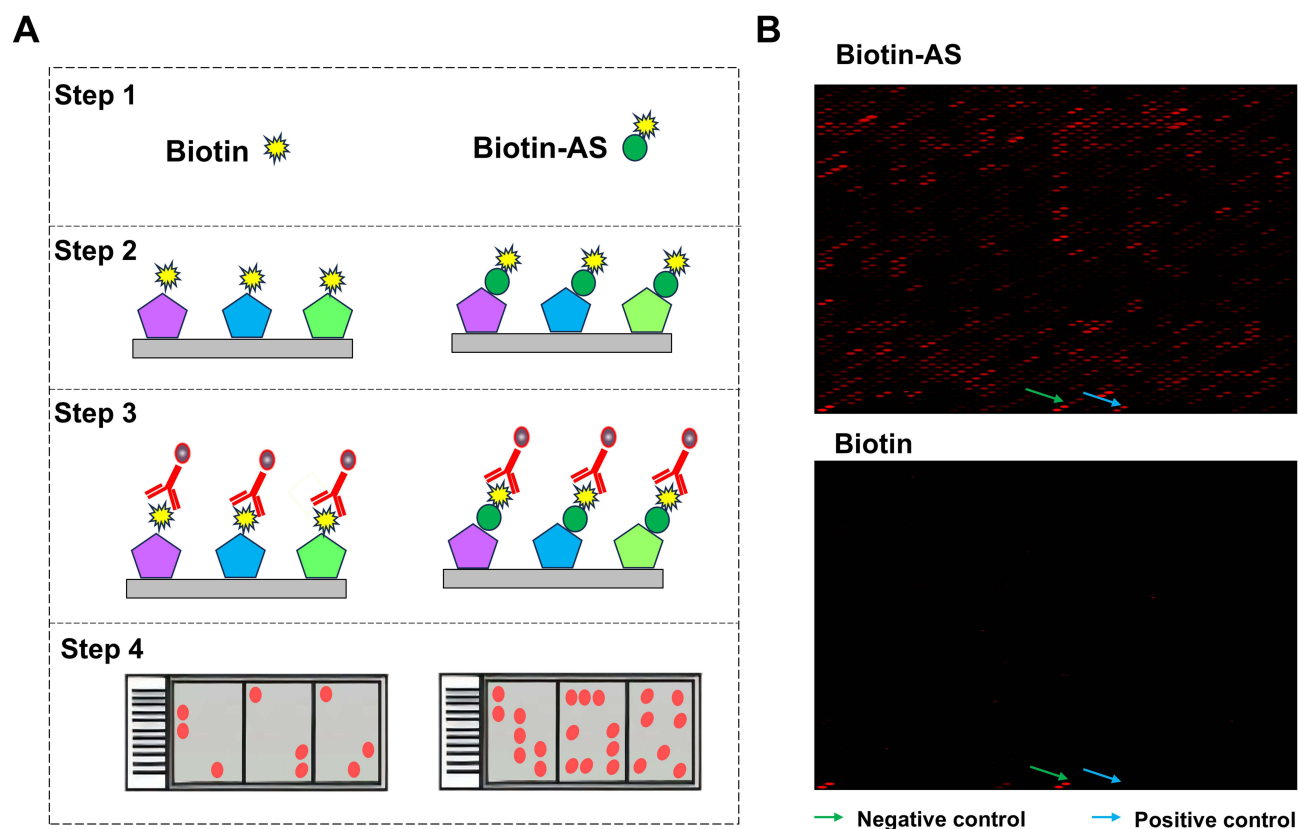 A
Step 1
Biotin
Biotin-AS
Step 2
Step 3
Step 4
B
Biotin-AS
Biotin
Negative control
Positive control